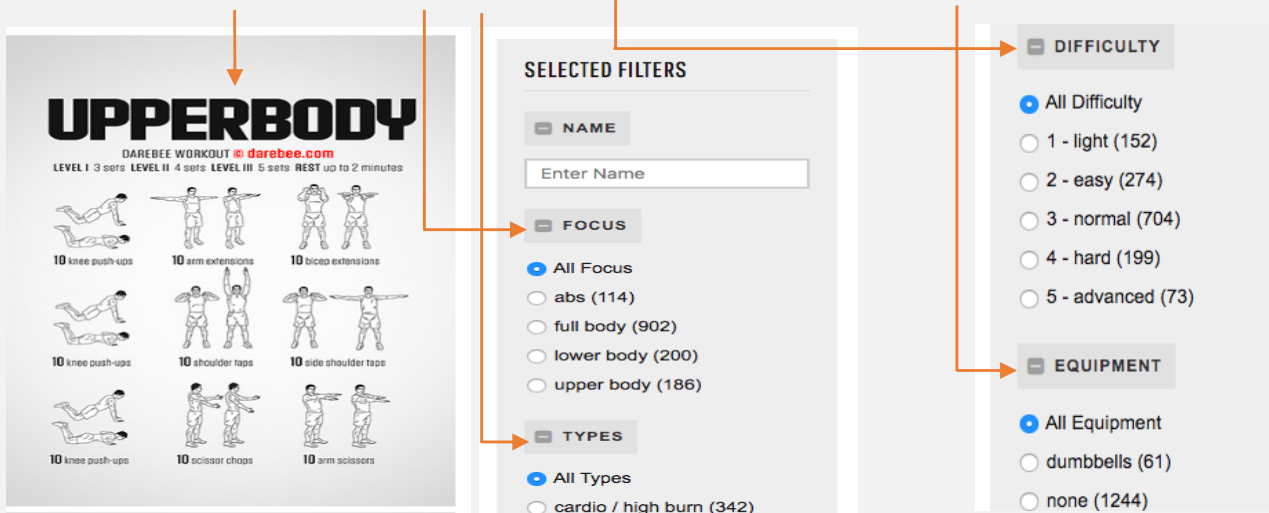 UPPERBODY
DAREBEE WORKOUT © darebee.com
LEVEL I 3 sets LEVEL II 4 sets LEVEL III 5 sets REST up to 2 minutes
10 knee push-ups 10 arm extensions 10 bicep extensions
10 knee push-ups 10 shoulder taps 10 side shoulder taps
10 knee push-ups 10 scissor chops 10 arm scissors
SELECTED FILTERS
NAME
Enter Name
FOCUS
All Focus
abs (114)
full body (902)
lower body (200)
upper body (186)
TYPES
All Types
cardio / high burn (342)
DIFFICULTY
All Difficulty
1 - light (152)
2 - easy (274)
3 - normal (704)
4 - hard (199)
5 - advanced (73)
EQUIPMENT
All Equipment
dumbbells (61)
none (1244)